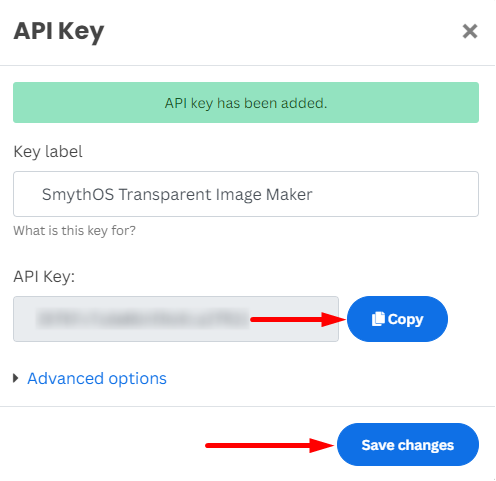 API Key
API key has been added.
Key label
SmythOS Transparent Image Maker
What is this key for?
API Key:
Copy
Advanced options
Save changes